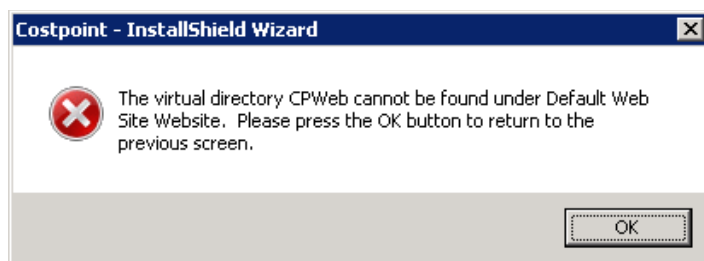 Costpoint - InstallShield Wizard
The virtual directory CPWeb cannot be found under Default Web
Site Website.  Please press the OK button to return to the
previous screen.
OK